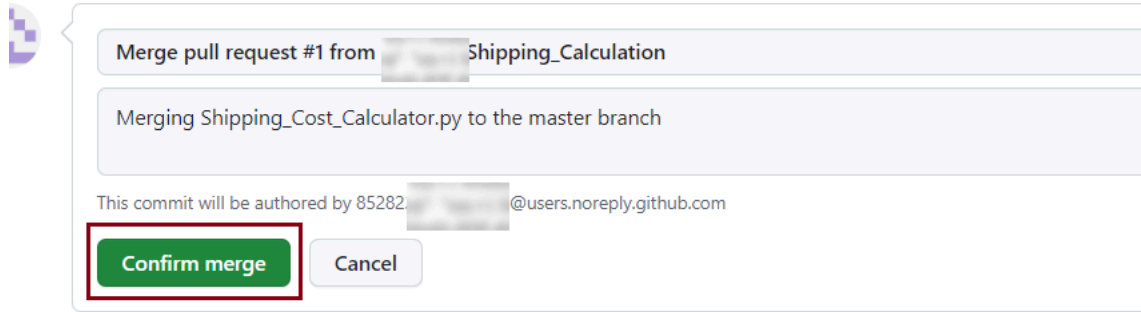 Merge pull request #1 from Shipping_Calculation
Merging Shipping_Cost_Calculator.py to the master branch
This commit will be authored by 85282 @users.noreply.github.com
Confirm merge Cancel